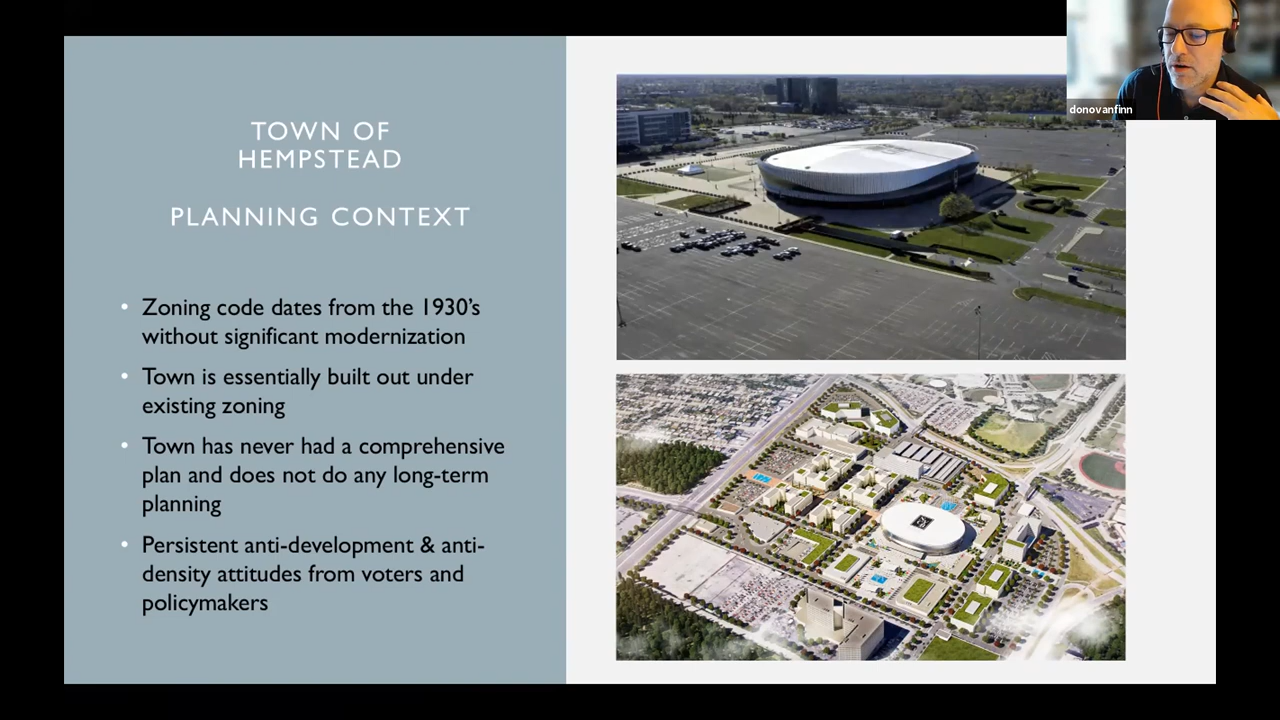 donovanfinn
TOWN OF
HEMPSTEAD
PLANNING CONTEXT
• Zoning code dates from the 1930's
without significant modernization
• Town is essentially built out under
existing zoning
• Town has never had a comprehensive
plan and does not do any long-term
planning
• Persistent anti-development & anti-
density attitudes from voters and
policymakers